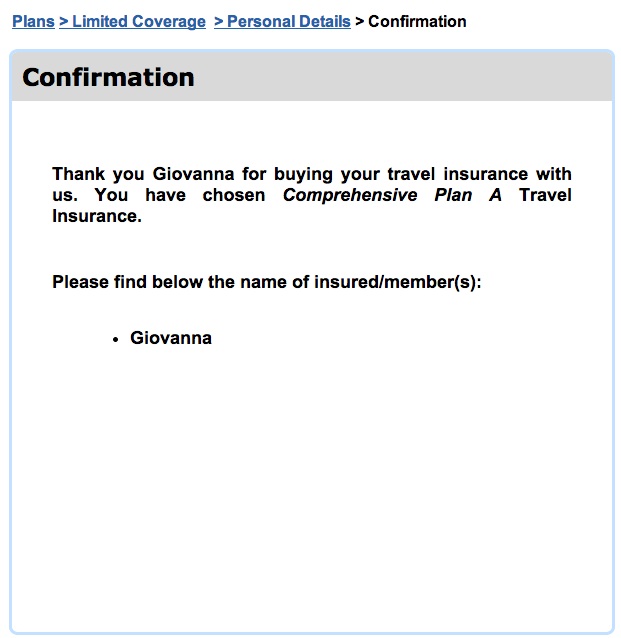 Plans > Limited Coverage > Personal Details > Confirmation
Confirmation
Thank you Giovanna for buying your travel insurance with
us. You have chosen Comprehensive Plan A Travel
Insurance.
Please find below the name of insured/member(s):
• Giovanna